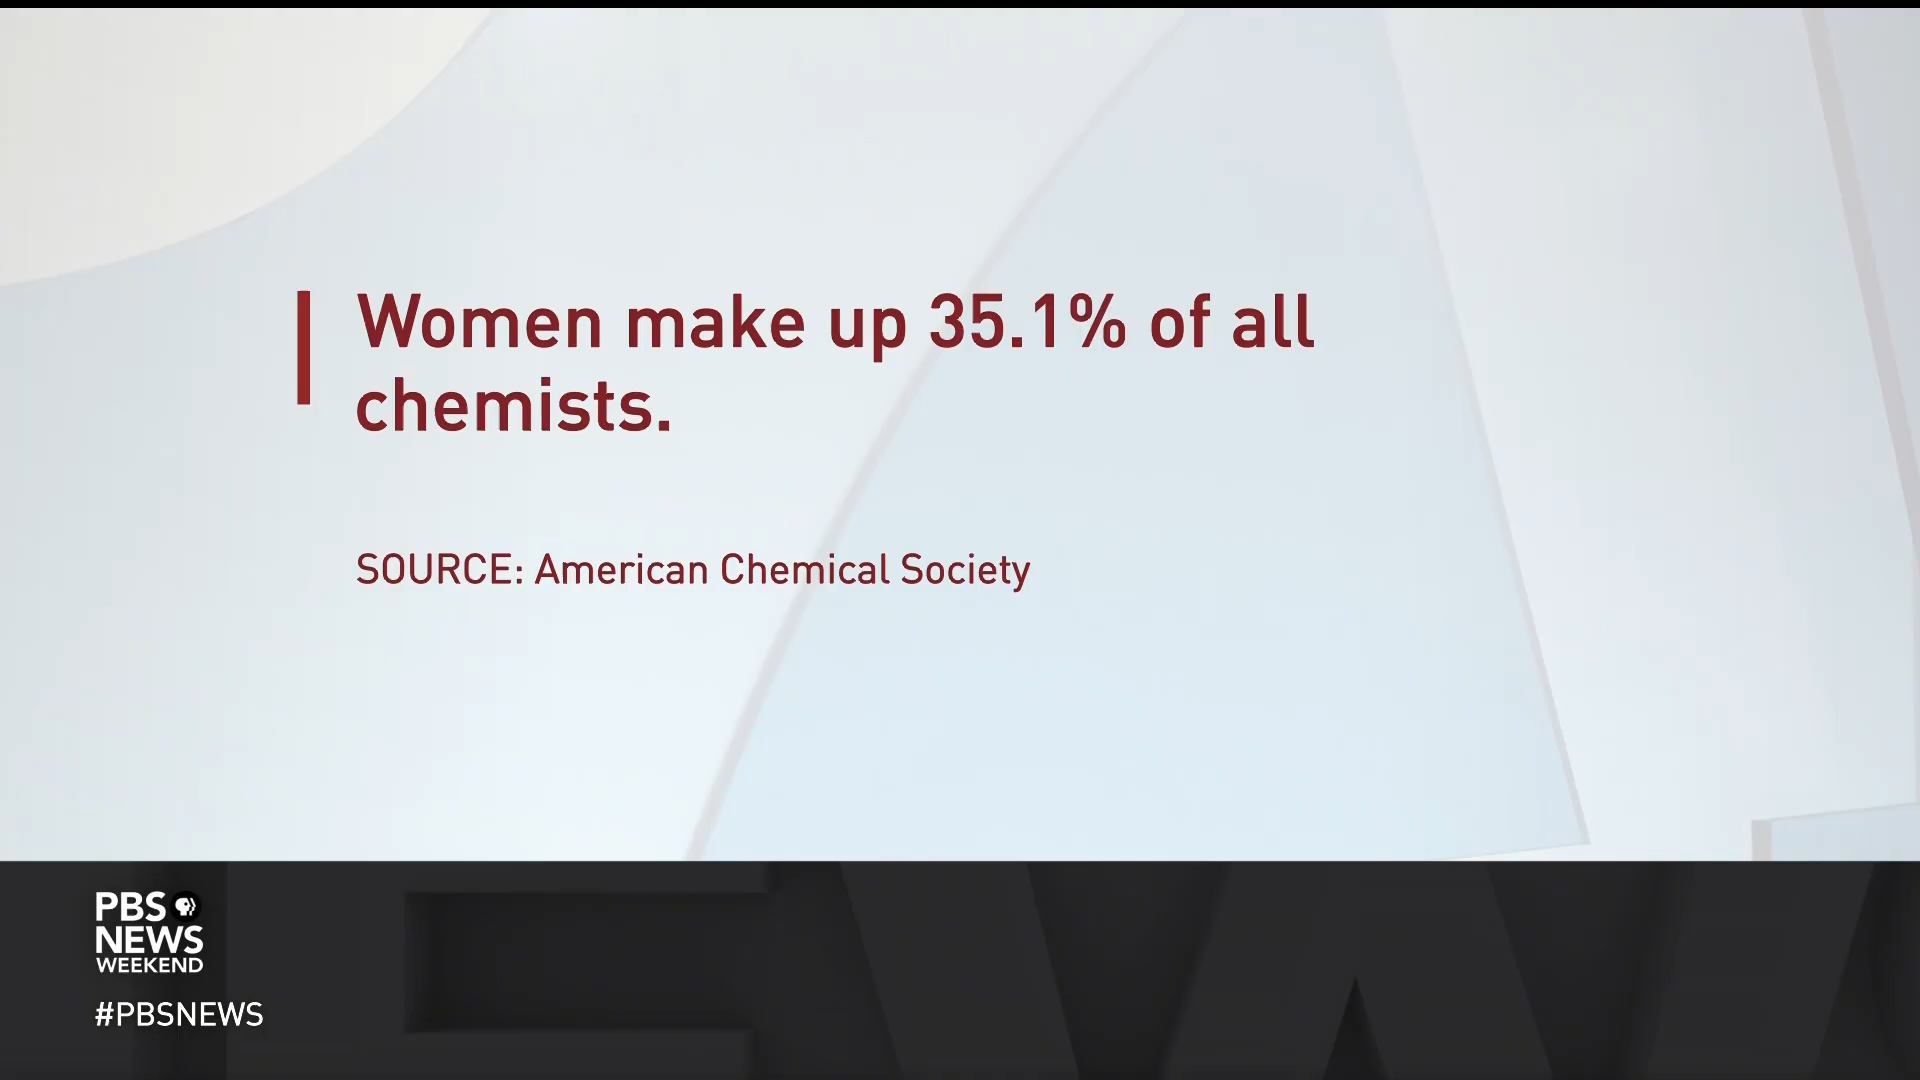 Women make up 35.1% of all
chemists.
SOURCE: American Chemical Society
PBS
NEWS
WEEKEND
#PBSNEWS